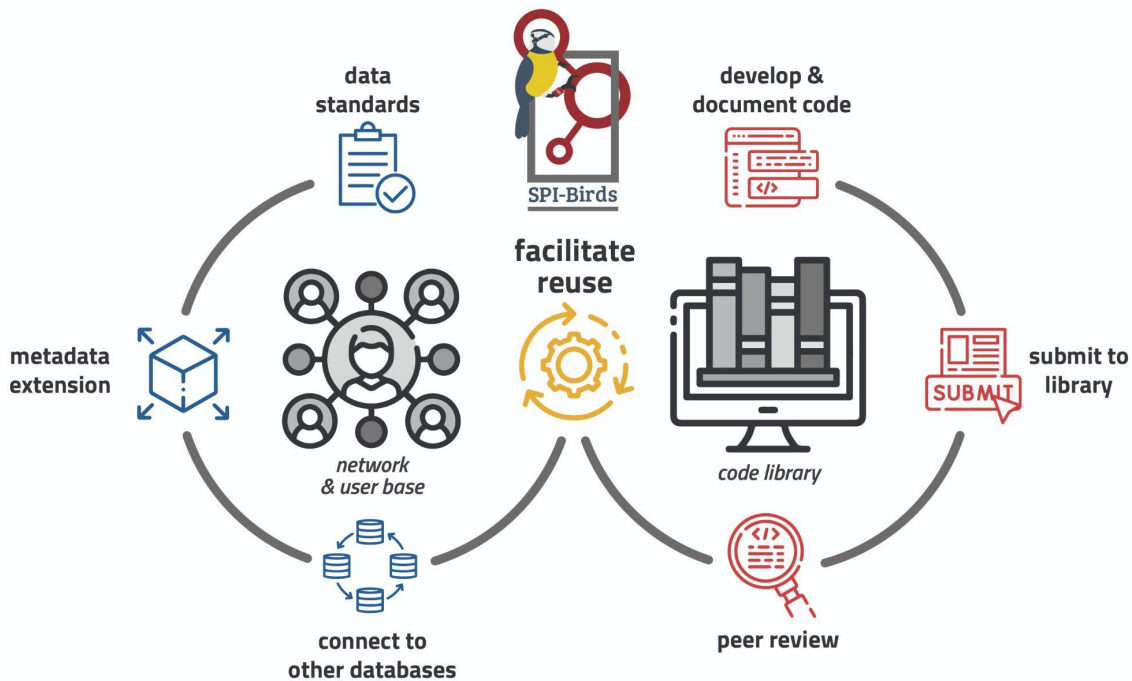 data
standards
SPI-Birds
develop &
document code
</>
facilitate
reuse
metadata
extension
network
& user base
code library
SUBMIT
submit to
library
connect to
other databases
</>
peer review